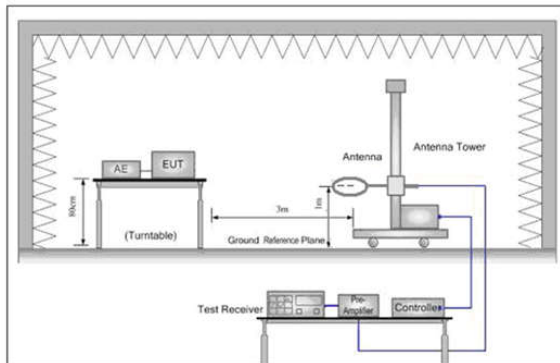 Antenna
Antenna Tower
AE
EUT
80cm
(Turntable)
3m
1m
Ground Reference Plane
Test Receiver
Pre-
Amplifier
Controller